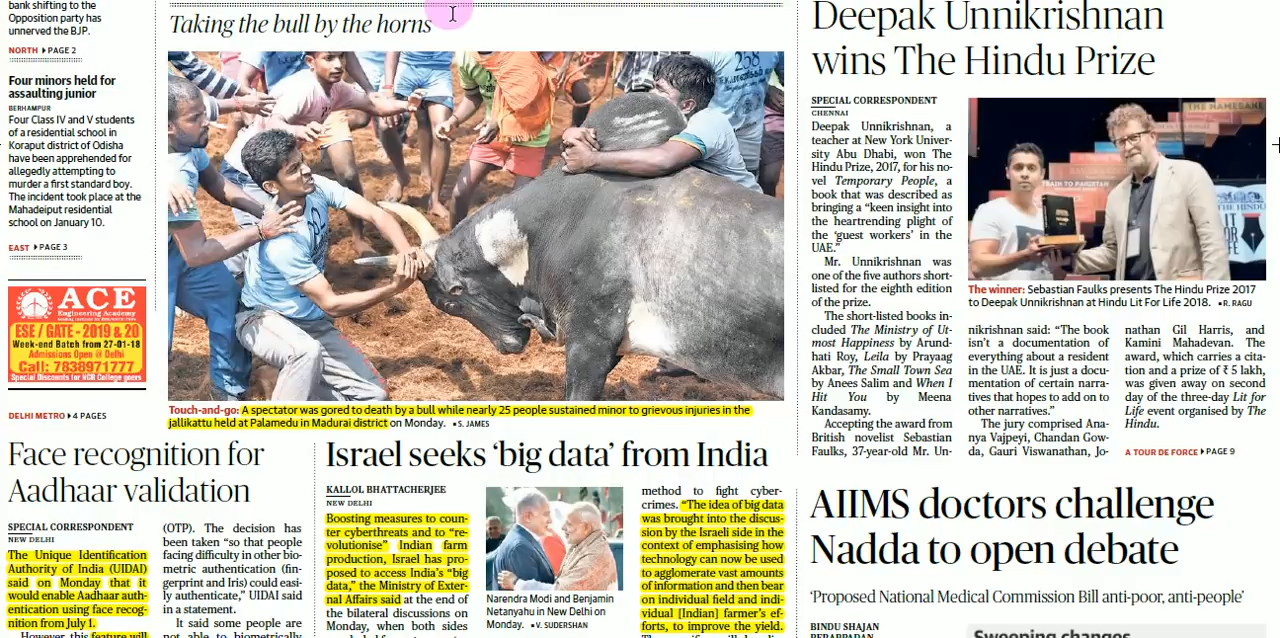 bank shifting to the
Opposition party has
unnerved the BJP.
NORTH PAGE 2
Four minors held for
assaulting junior
BERHAMPUR
Four Class IV and V students
of a residential school in
Koraput district of Odisha
have been apprehended for
allegedly attempting to
murder a first standard boy.
The incident took place at the
Mahadeiput residential
school on January 10.
EAST PAGE 3
ACE
Engineering Academy
ESE / GATE - 2019 & 20
Week-end Batch from 27-01-18
Admissions Open @ Delhi
Call: 7838971777
Special Discounts for NCR College goers
DELHI METRO 4 PAGES
Taking the bull by the horns
258
Touch-and-go: A spectator was gored to death by a bull while nearly 25 people sustained minor to grievous injuries in the
jallikattu held at Palamedu in Madurai district on Monday. S. JAMES
Deepak Unnikrishnan
wins The Hindu Prize
SPECIAL CORRESPONDENT
CHENNAI
Deepak Unnikrishnan, a
teacher at New York Univer-
sity Abu Dhabi, won The
Hindu Prize, 2017, for his no-
vel Temporary People, a
book that was described as
bringing a "keen insight into
the heartrending plight of
the 'guest workers' in the
UAE."
Mr. Unnikrishnan was
one of the five authors short-
listed for the eighth edition
of the prize.
The short-listed books in-
cluded The Ministry of Ut-
most Happiness by Arund-
hati Roy, Leila by Prayaag
Akbar, The Small Town Sea
by Anees Salim and When I
Hit You by Meena
Kandasamy.
Accepting the award from
British novelist Sebastian
Faulks, 37-year-old Mr. Un-
THE NAMESAKE
TRAIN TO PAKISTAN
THE HINDU
LIT
FOR
LIFE
The winner: Sebastian Faulks presents The Hindu Prize 2017
to Deepak Unnikrishnan at Hindu Lit For Life 2018. R. RAGU
nikrishnan said: "The book
isn't a documentation of
everything about a resident
in the UAE. It is just a docu-
mentation of certain narra-
tives that hopes to add on to
other narratives."
The jury comprised Ana-
nya Vajpeyi, Chandan Gow-
da, Gauri Viswanathan, Jo-
nathan Gil Harris, and
Kamini Mahadevan. The
award, which carries a cita-
tion and a prize of ₹ 5 lakh,
was given away on second
day of the three-day Lit for
Life event organised by The
Hindu.
A TOUR DE FORCE PAGE 9
Face recognition for
Aadhaar validation
SPECIAL CORRESPONDENT
NEW DELHI
The Unique Identification
Authority of India (UIDAI)
said on Monday that it
would enable Aadhaar auth-
entication using face recog-
nition from July 1.
However, this feature will
(OTP). The decision has
been taken "so that people
facing difficulty in other bio-
metric authentication (fin-
gerprint and Iris) could easi-
ly authenticate," UIDAI said
in a statement.
It said some people are
not able to biometrically
Israel seeks 'big data' from India
KALLOL BHATTACHERJEE
NEW DELHI
Boosting measures to coun-
ter cyberthreats and to "re-
volutionise" Indian farm
production, Israel has pro-
posed to access India's "big
data," the Ministry of Exter-
nal Affairs said at the end of
the bilateral discussions on
Monday, when both sides
Narendra Modi and Benjamin
Netanyahu in New Delhi on
Monday. V. SUDERSHAN
method to fight cyber-
crimes. "The idea of big data
was brought into the discus-
sion by the Israeli side in the
context of emphasising how
technology can now be used
to agglomerate vast amounts
of information and then bear
on individual field and indi-
vidual [Indian] farmer's ef-
forts, to improve the yield.
AIIMS doctors challenge
Nadda to open debate
'Proposed National Medical Commission Bill anti-poor, anti-people'
BINDU SHAJAN
PERAPPADAN
Sweeping changes